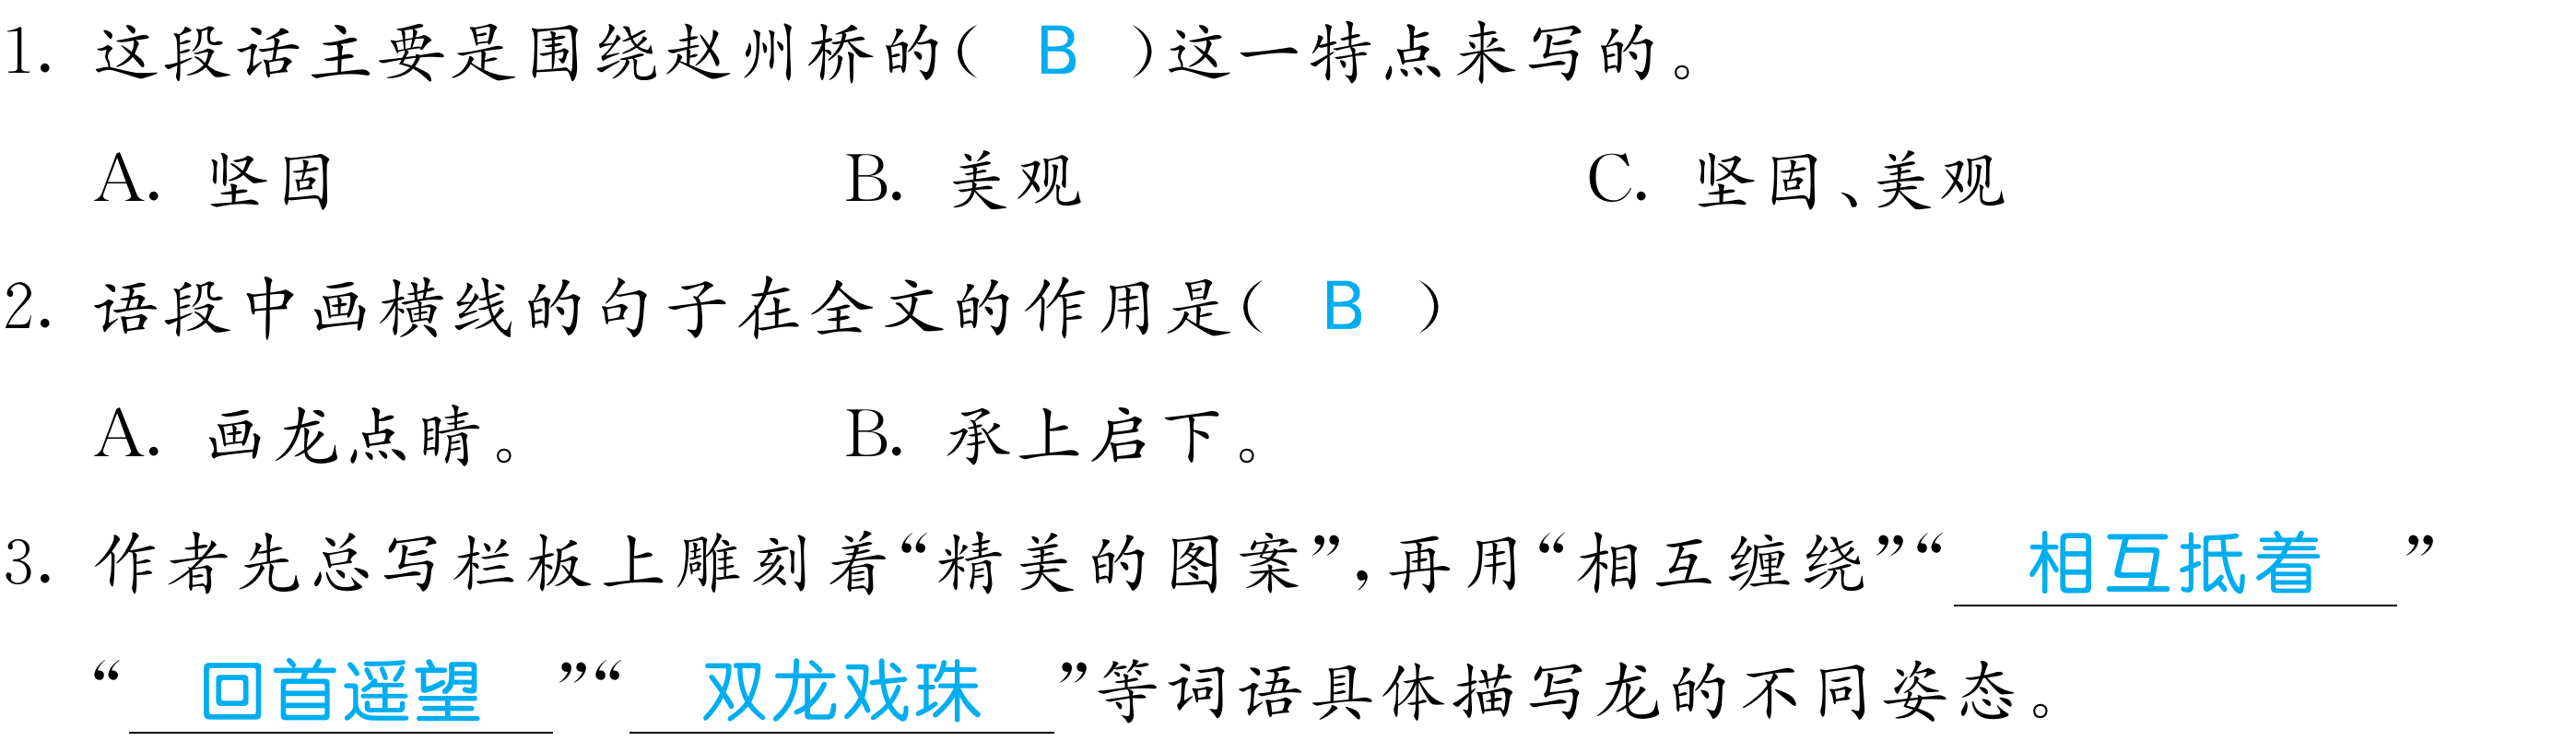 1. 这段话主要是围绕赵州桥的( B )这一特点来写的。
A. 坚固 B. 美观 C. 坚固、美观
2. 语段中画横线的句子在全文的作用是( B )
A. 画龙点睛。 B. 承上启下。
3. 作者先总写栏板上雕刻着“精美的图案”,再用“相互缠绕”“相互抵着”
“回首遥望”“双龙戏珠”等词语具体描写龙的不同姿态。